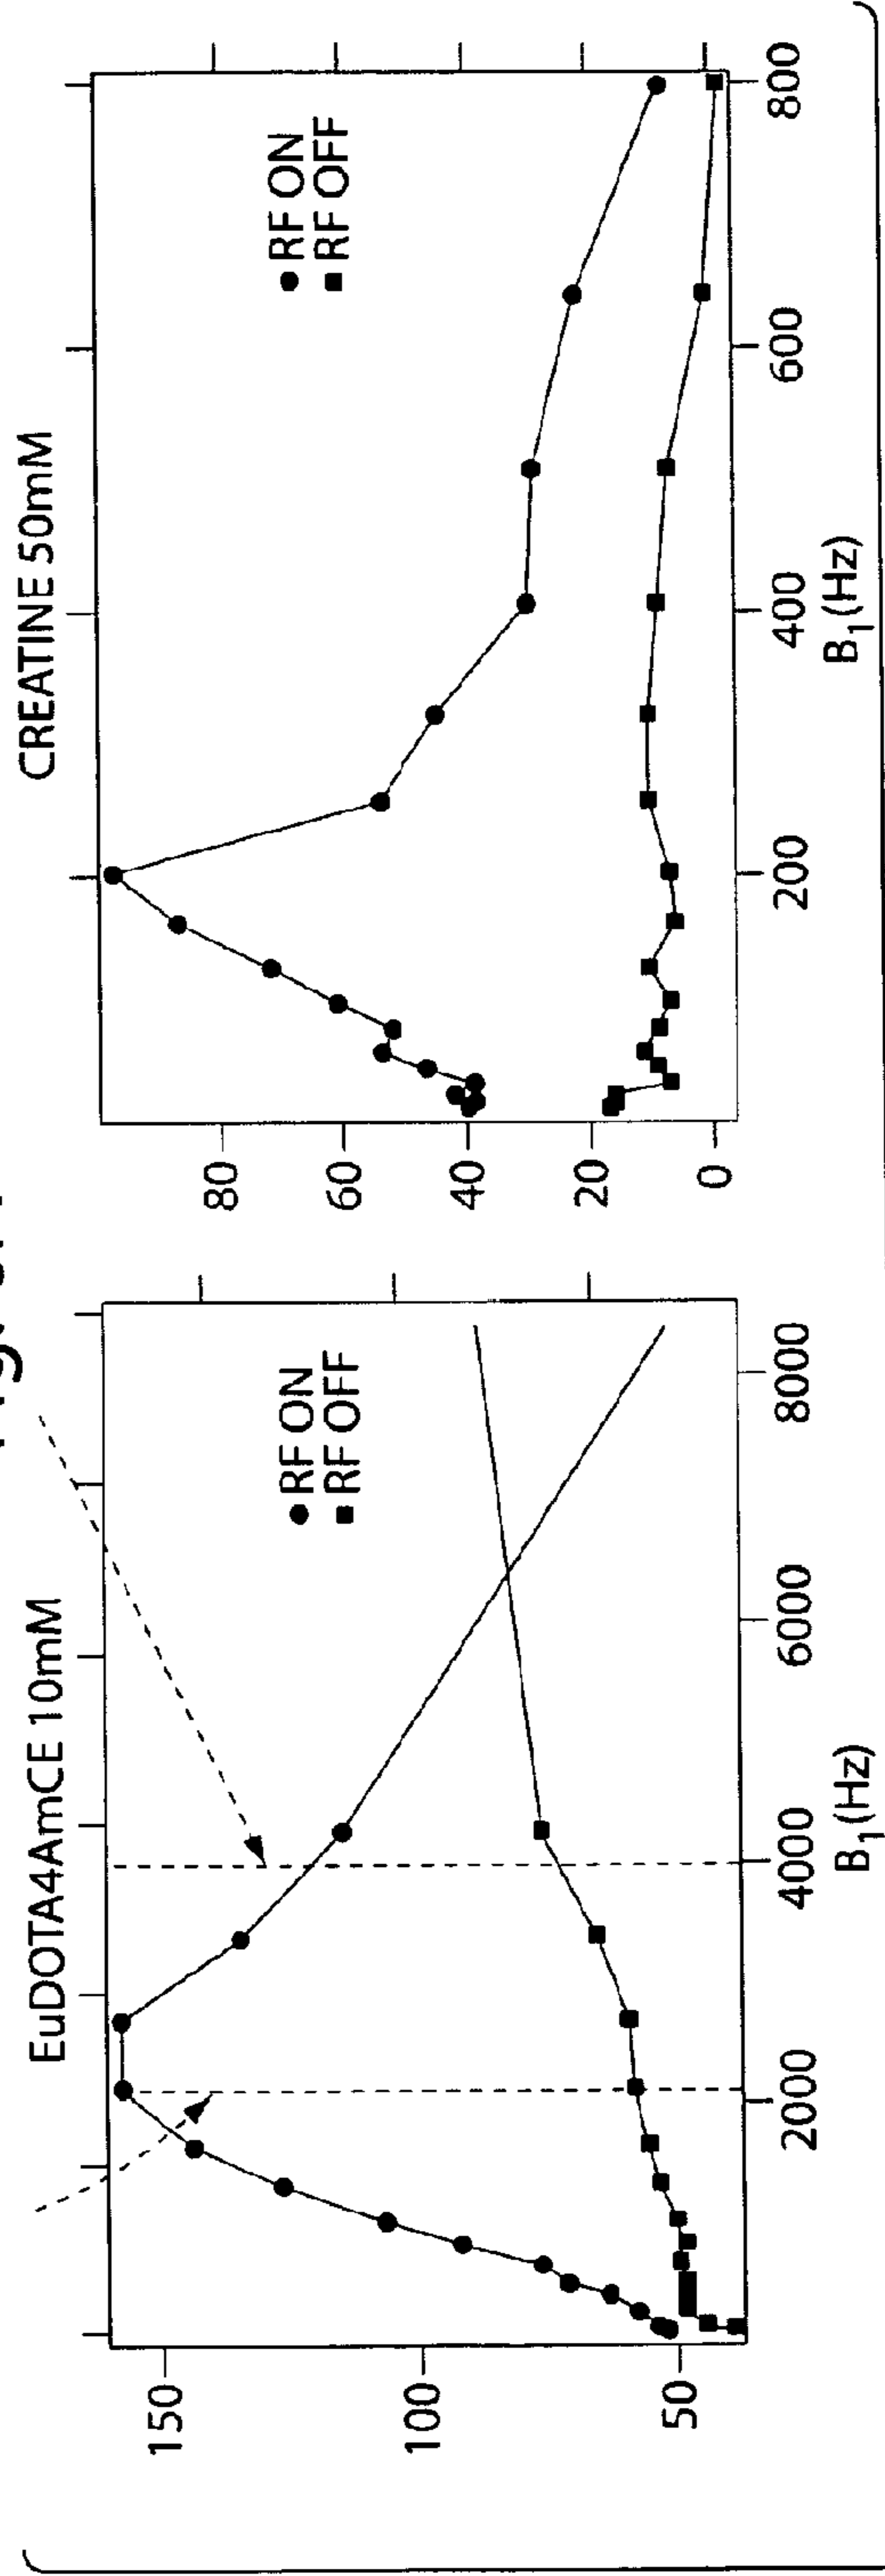 EuDOTA4AmCE 10mM
● RF ON
■ RF OFF
150
100
50
2000
4000
6000
8000
B1(Hz)
CREATINE 50mM
● RF ON
■ RF OFF
80
60
40
20
0
200
400
600
800
B1(Hz)